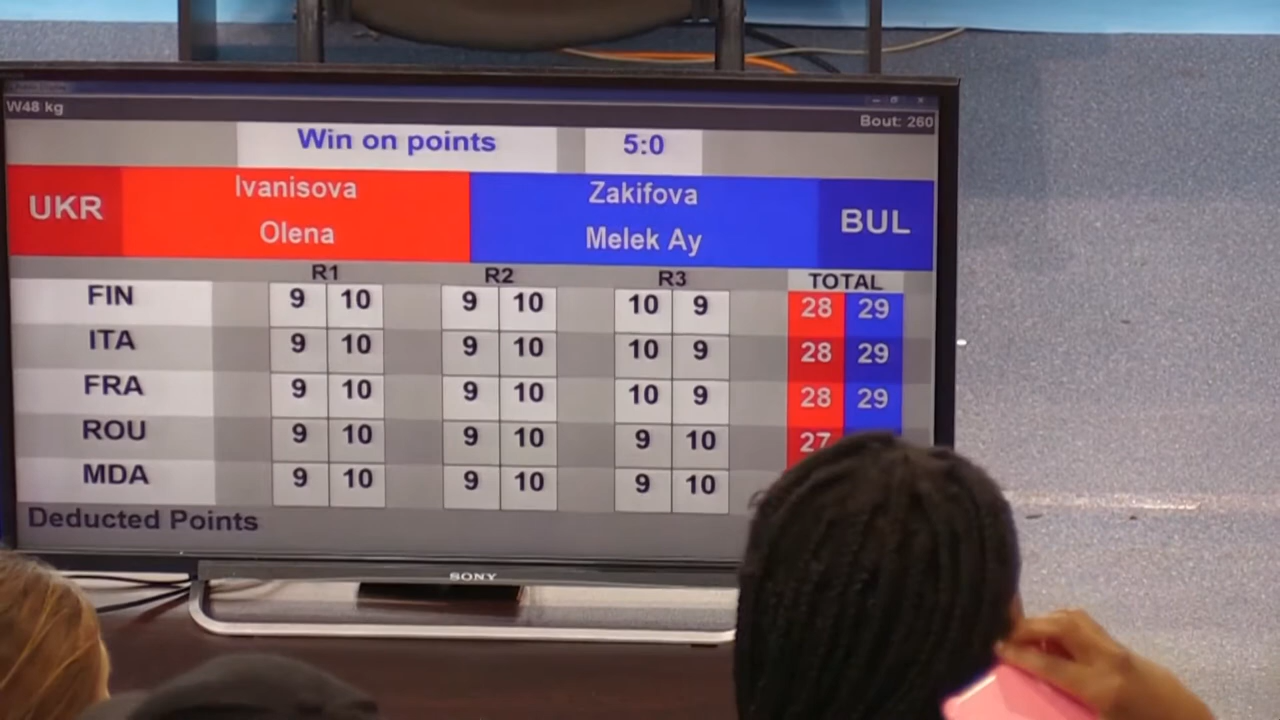 W48 kg
Bout: 260
Win on points 5:0
UKR Ivanisova Olena Zakifova Melek Ay BUL
R1 R2 R3 TOTAL
FIN 9 10 9 10 10 9 28 29
ITA 9 10 9 10 10 9 28 29
FRA 9 10 9 10 10 9 28 29
ROU 9 10 9 10 9 10 27
MDA 9 10 9 10 9 10
Deducted Points
SONY